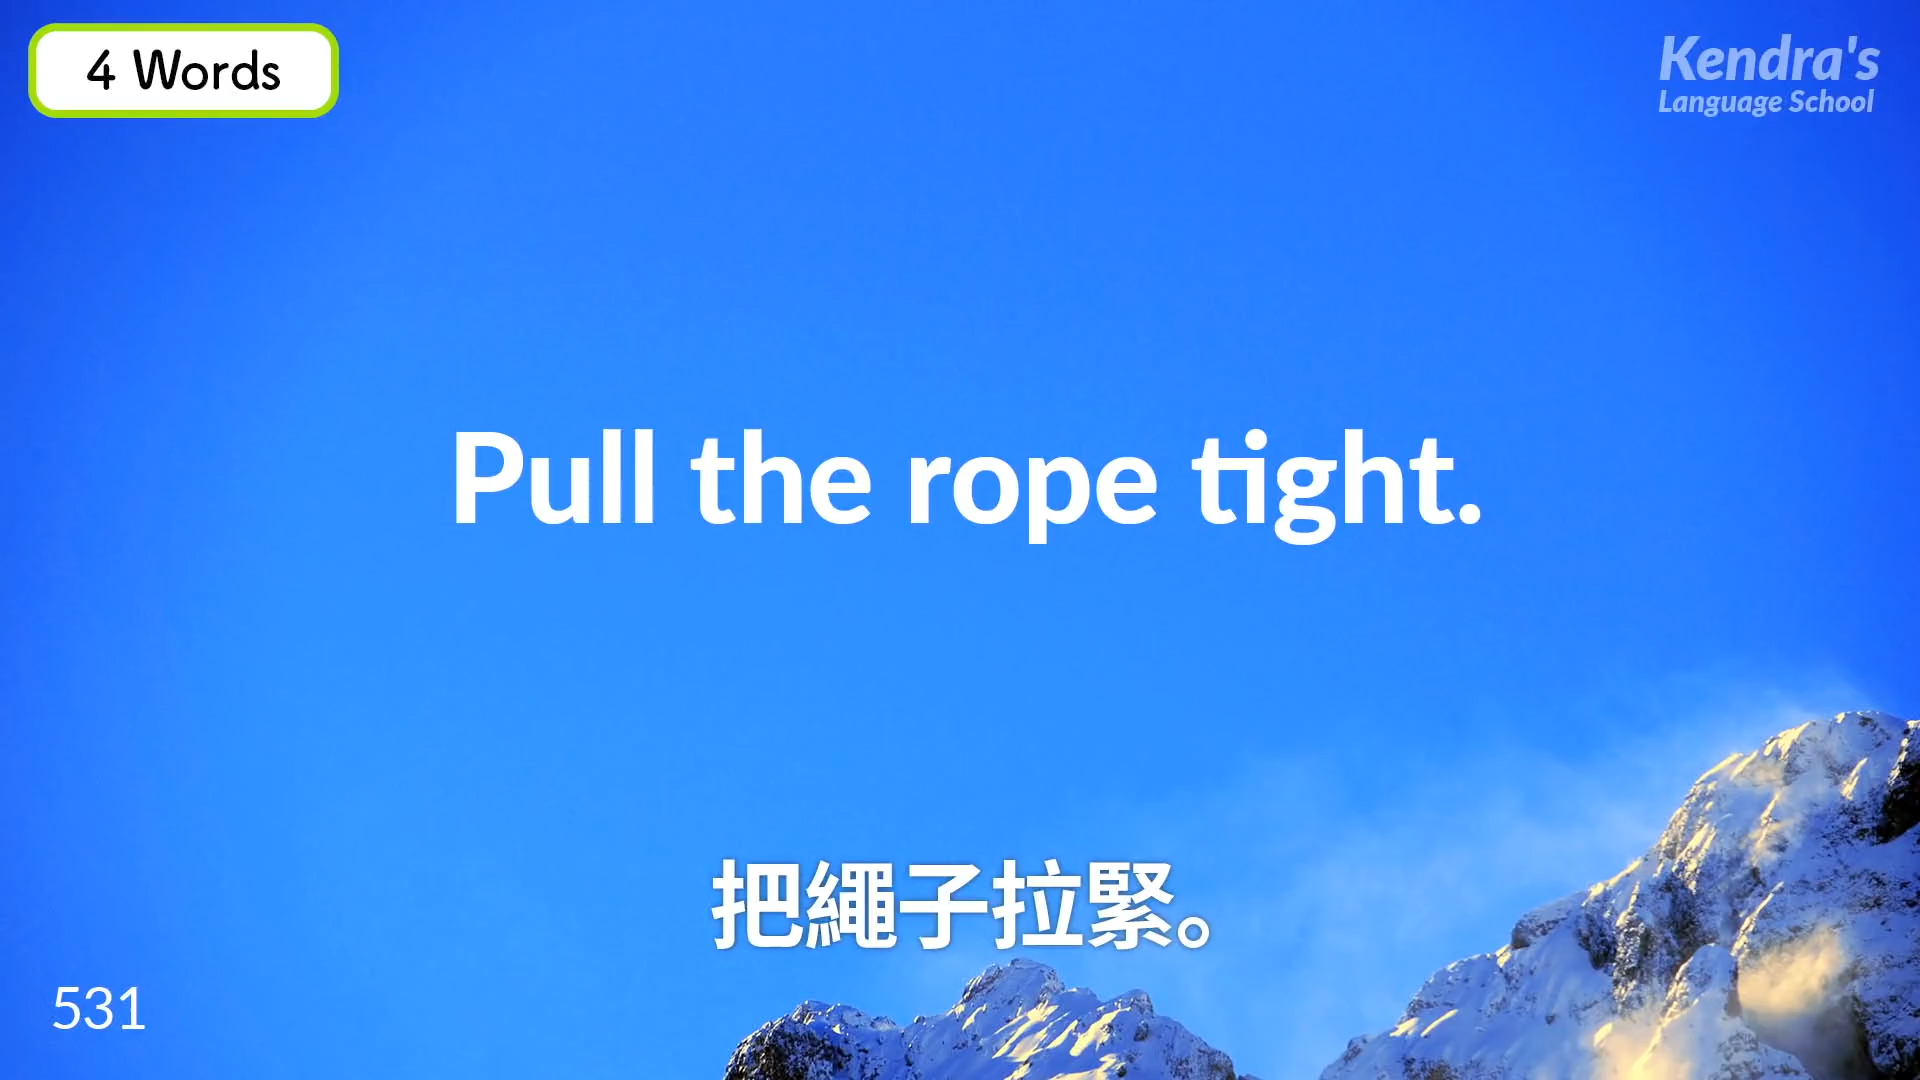 4 Words
Kendra's
Language School
Pull the rope tight.
把繩子拉緊。
531